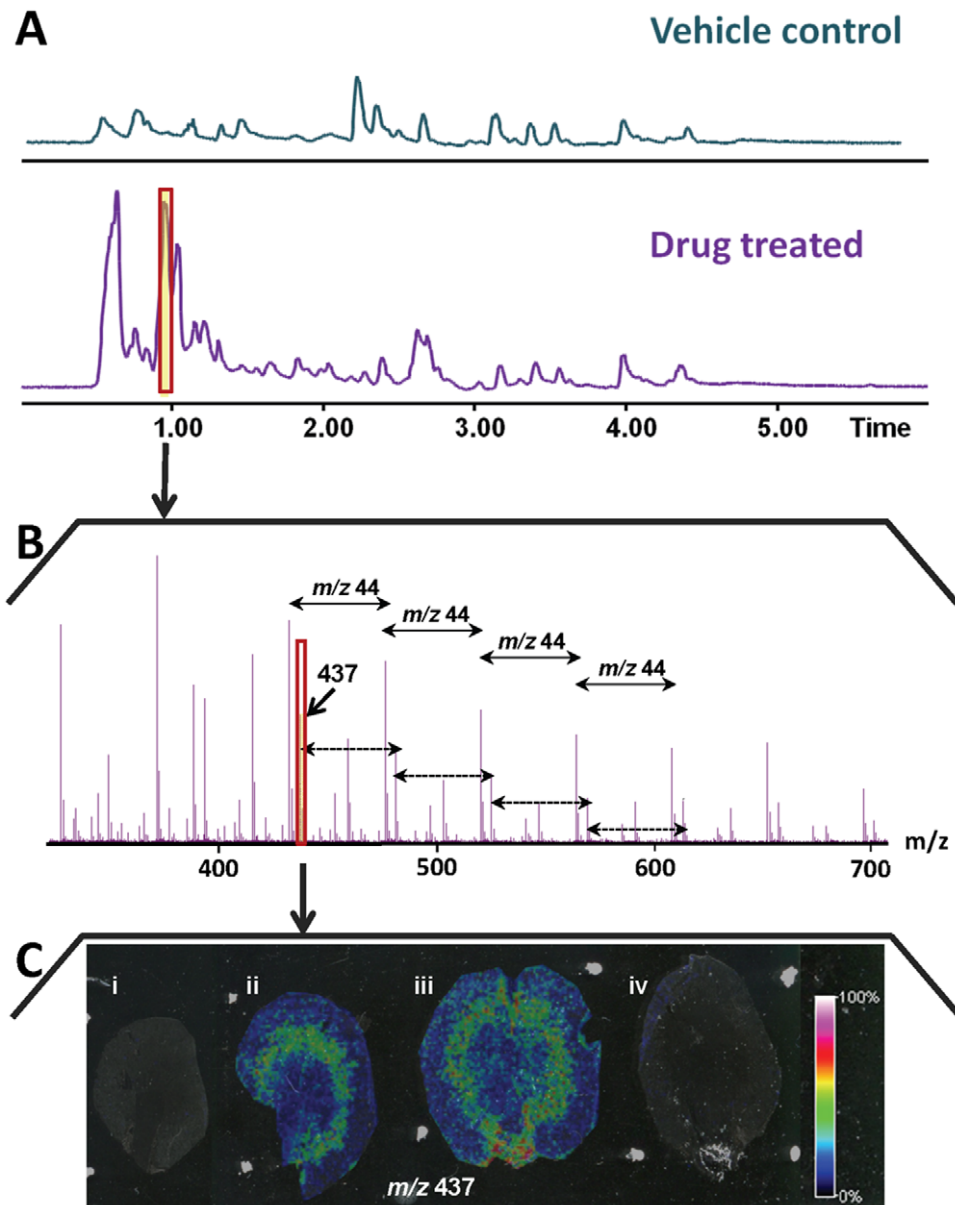 A
Vehicle control
Drug treated
1.00 2.00 3.00 4.00 5.00 Time
B
m/z 44
m/z 44
m/z 44
m/z 44
437
400 500 600 700 m/z
C
i ii iii iv
100%
0%
m/z 437